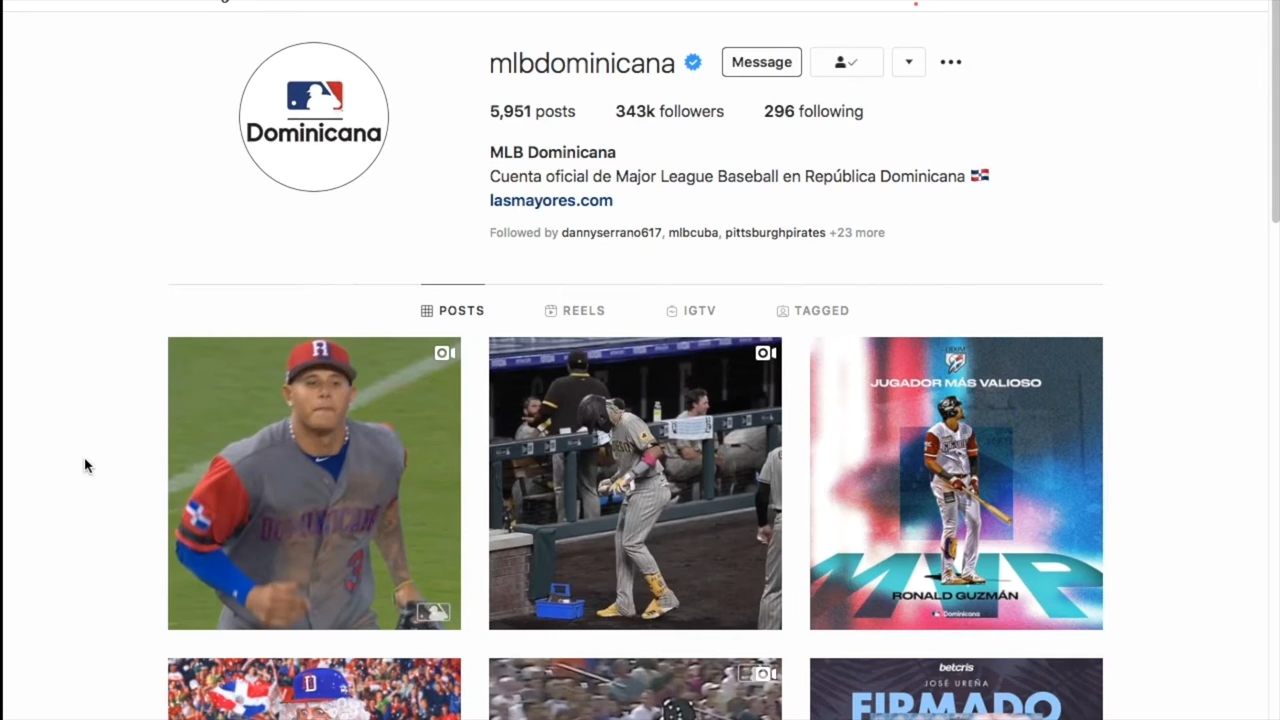 mlbdominicana
Message
5,951 posts 343k followers 296 following
MLB Dominicana
Cuenta oficial de Major League Baseball en República Dominicana
lasmayores.com
Followed by dannyserrano617, mlbcuba, pittsburghpirates +23 more
Dominicana
POSTS REELS IGTV TAGGED
DOMINICANA
3
JUGADOR MÁS VALIOSO
MVP
RONALD GUZMÁN
Dominicana
D
betcris
JOSÉ UREÑA
FIRMADO